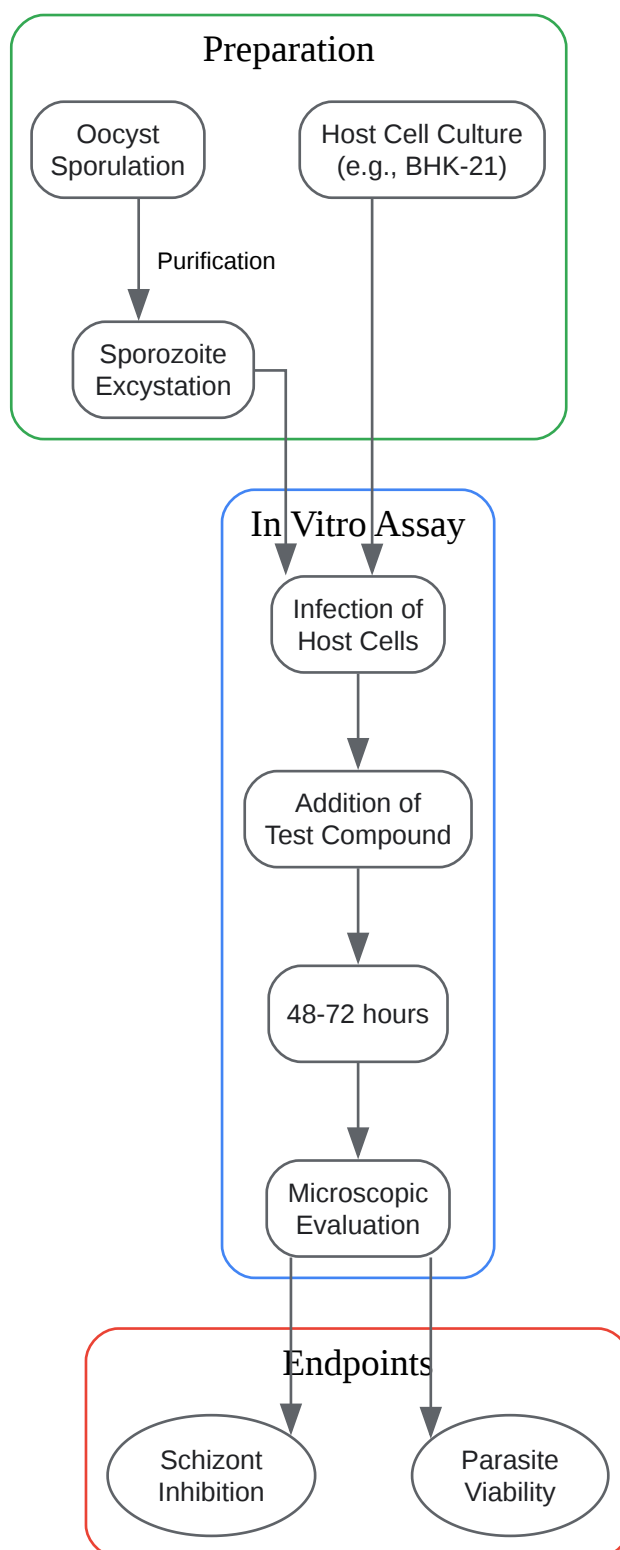 Preparation
Oocyst
Sporulation
Host Cell Culture
(e.g., BHK-21)
Purification
Sporozoite
Excystation
In Vitro Assay
Infection of
Host Cells
Addition of
Test Compound
48-72 hours
Microscopic
Evaluation
Endpoints
Schizont
Inhibition
Parasite
Viability